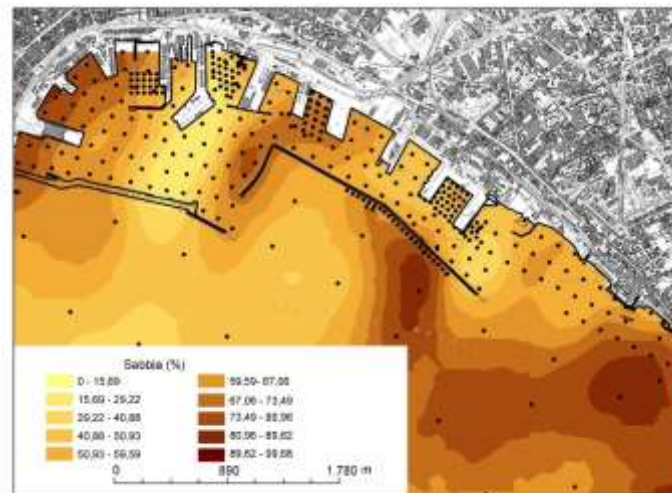 Sabbia (%)
0 - 15,69
15,69 - 29,22
29,22 - 40,88
40,88 - 50,93
50,93 - 59,59
59,59 - 67,06
67,06 - 73,49
73,49 - 80,96
80,96 - 89,62
89,62 - 99,68
0 890 1.780 m